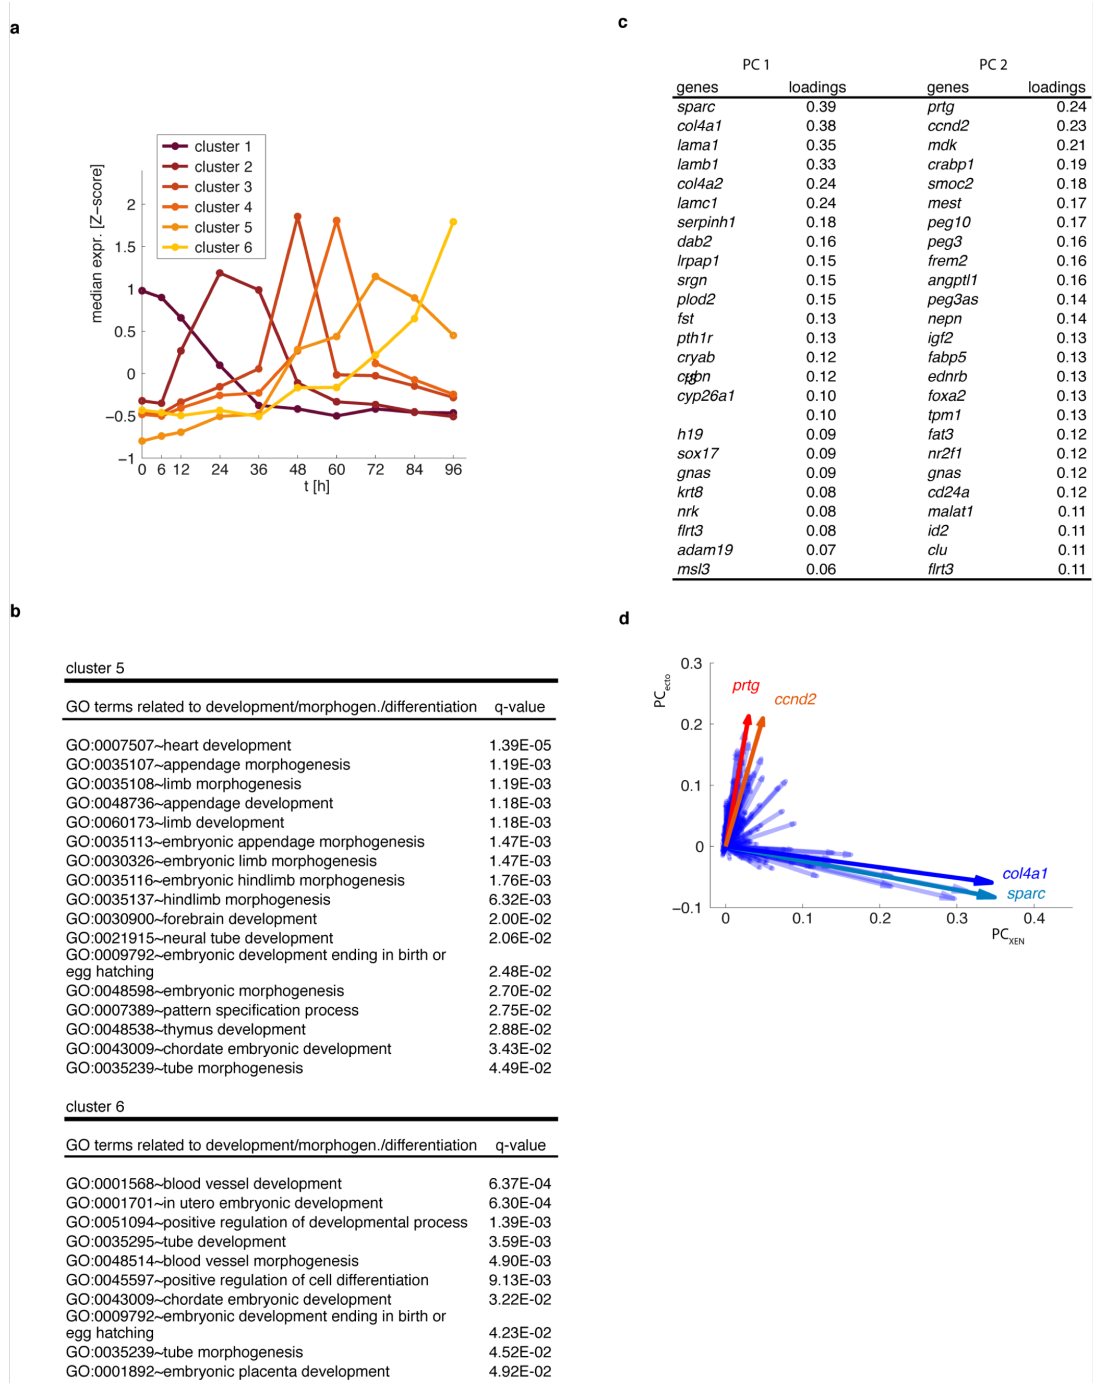 a
cluster 1
cluster 2
cluster 3
cluster 4
cluster 5
cluster 6
median expr. [Z−score]
2
1.5
1
0.5
0
−0.5
−1
0 6 12 24 36 48 60 72 84 96
t [h]
b
cluster 5
GO terms related to development/morphogen./differentiation q-value
GO:0007507~heart development 1.39E-05
GO:0035107~appendage morphogenesis 1.19E-03
GO:0035108~limb morphogenesis 1.19E-03
GO:0048736~appendage development 1.18E-03
GO:0060173~limb development 1.18E-03
GO:0035113~embryonic appendage morphogenesis 1.47E-03
GO:0030326~embryonic limb morphogenesis 1.47E-03
GO:0035116~embryonic hindlimb morphogenesis 1.76E-03
GO:0035137~hindlimb morphogenesis 6.32E-03
GO:0030900~forebrain development 2.00E-02
GO:0021915~neural tube development 2.06E-02
GO:0009792~embryonic development ending in birth or
egg hatching 2.48E-02
GO:0048598~embryonic morphogenesis 2.70E-02
GO:0007389~pattern specification process 2.75E-02
GO:0048538~thymus development 2.88E-02
GO:0043009~chordate embryonic development 3.43E-02
GO:0035239~tube morphogenesis 4.49E-02
cluster 6
GO terms related to development/morphogen./differentiation q-value
GO:0001568~blood vessel development 6.37E-04
GO:0001701~in utero embryonic development 6.30E-04
GO:0051094~positive regulation of developmental process 1.39E-03
GO:0035295~tube development 3.59E-03
GO:0048514~blood vessel morphogenesis 4.90E-03
GO:0045597~positive regulation of cell differentiation 9.13E-03
GO:0043009~chordate embryonic development 3.22E-02
GO:0009792~embryonic development ending in birth or
egg hatching 4.23E-02
GO:0035239~tube morphogenesis 4.52E-02
GO:0001892~embryonic placenta development 4.92E-02
c
PC 1 PC 2
genes loadings genes loadings
sparc 0.39 prtg 0.24
col4a1 0.38 ccnd2 0.23
lama1 0.35 mdk 0.21
lamb1 0.33 crabp1 0.19
col4a2 0.24 smoc2 0.18
lamc1 0.24 mest 0.17
serpinh1 0.18 peg10 0.17
dab2 0.16 peg3 0.16
lrpap1 0.15 frem2 0.16
srgn 0.15 angptl1 0.16
plod2 0.15 peg3as 0.14
fst 0.13 nepn 0.14
pth1r 0.13 igf2 0.13
cryab 0.12 fabp5 0.13
0.12 ednrb 0.13
cyp26a1 0.10 foxa2 0.13
0.10 tpm1 0.13
h19 0.09 fat3 0.12
sox17 0.09 nr2f1 0.12
gnas 0.09 gnas 0.12
krt8 0.08 cd24a 0.12
nrk 0.08 malat1 0.11
flrt3 0.08 id2 0.11
adam19 0.07 clu 0.11
msl3 0.06 flrt3 0.11
d
PCecto
0.3
0.2
0.1
0
−0.1
prtg
ccnd2
col4a1
sparc
0 0.1 0.2 0.3 0.4
PCXEN